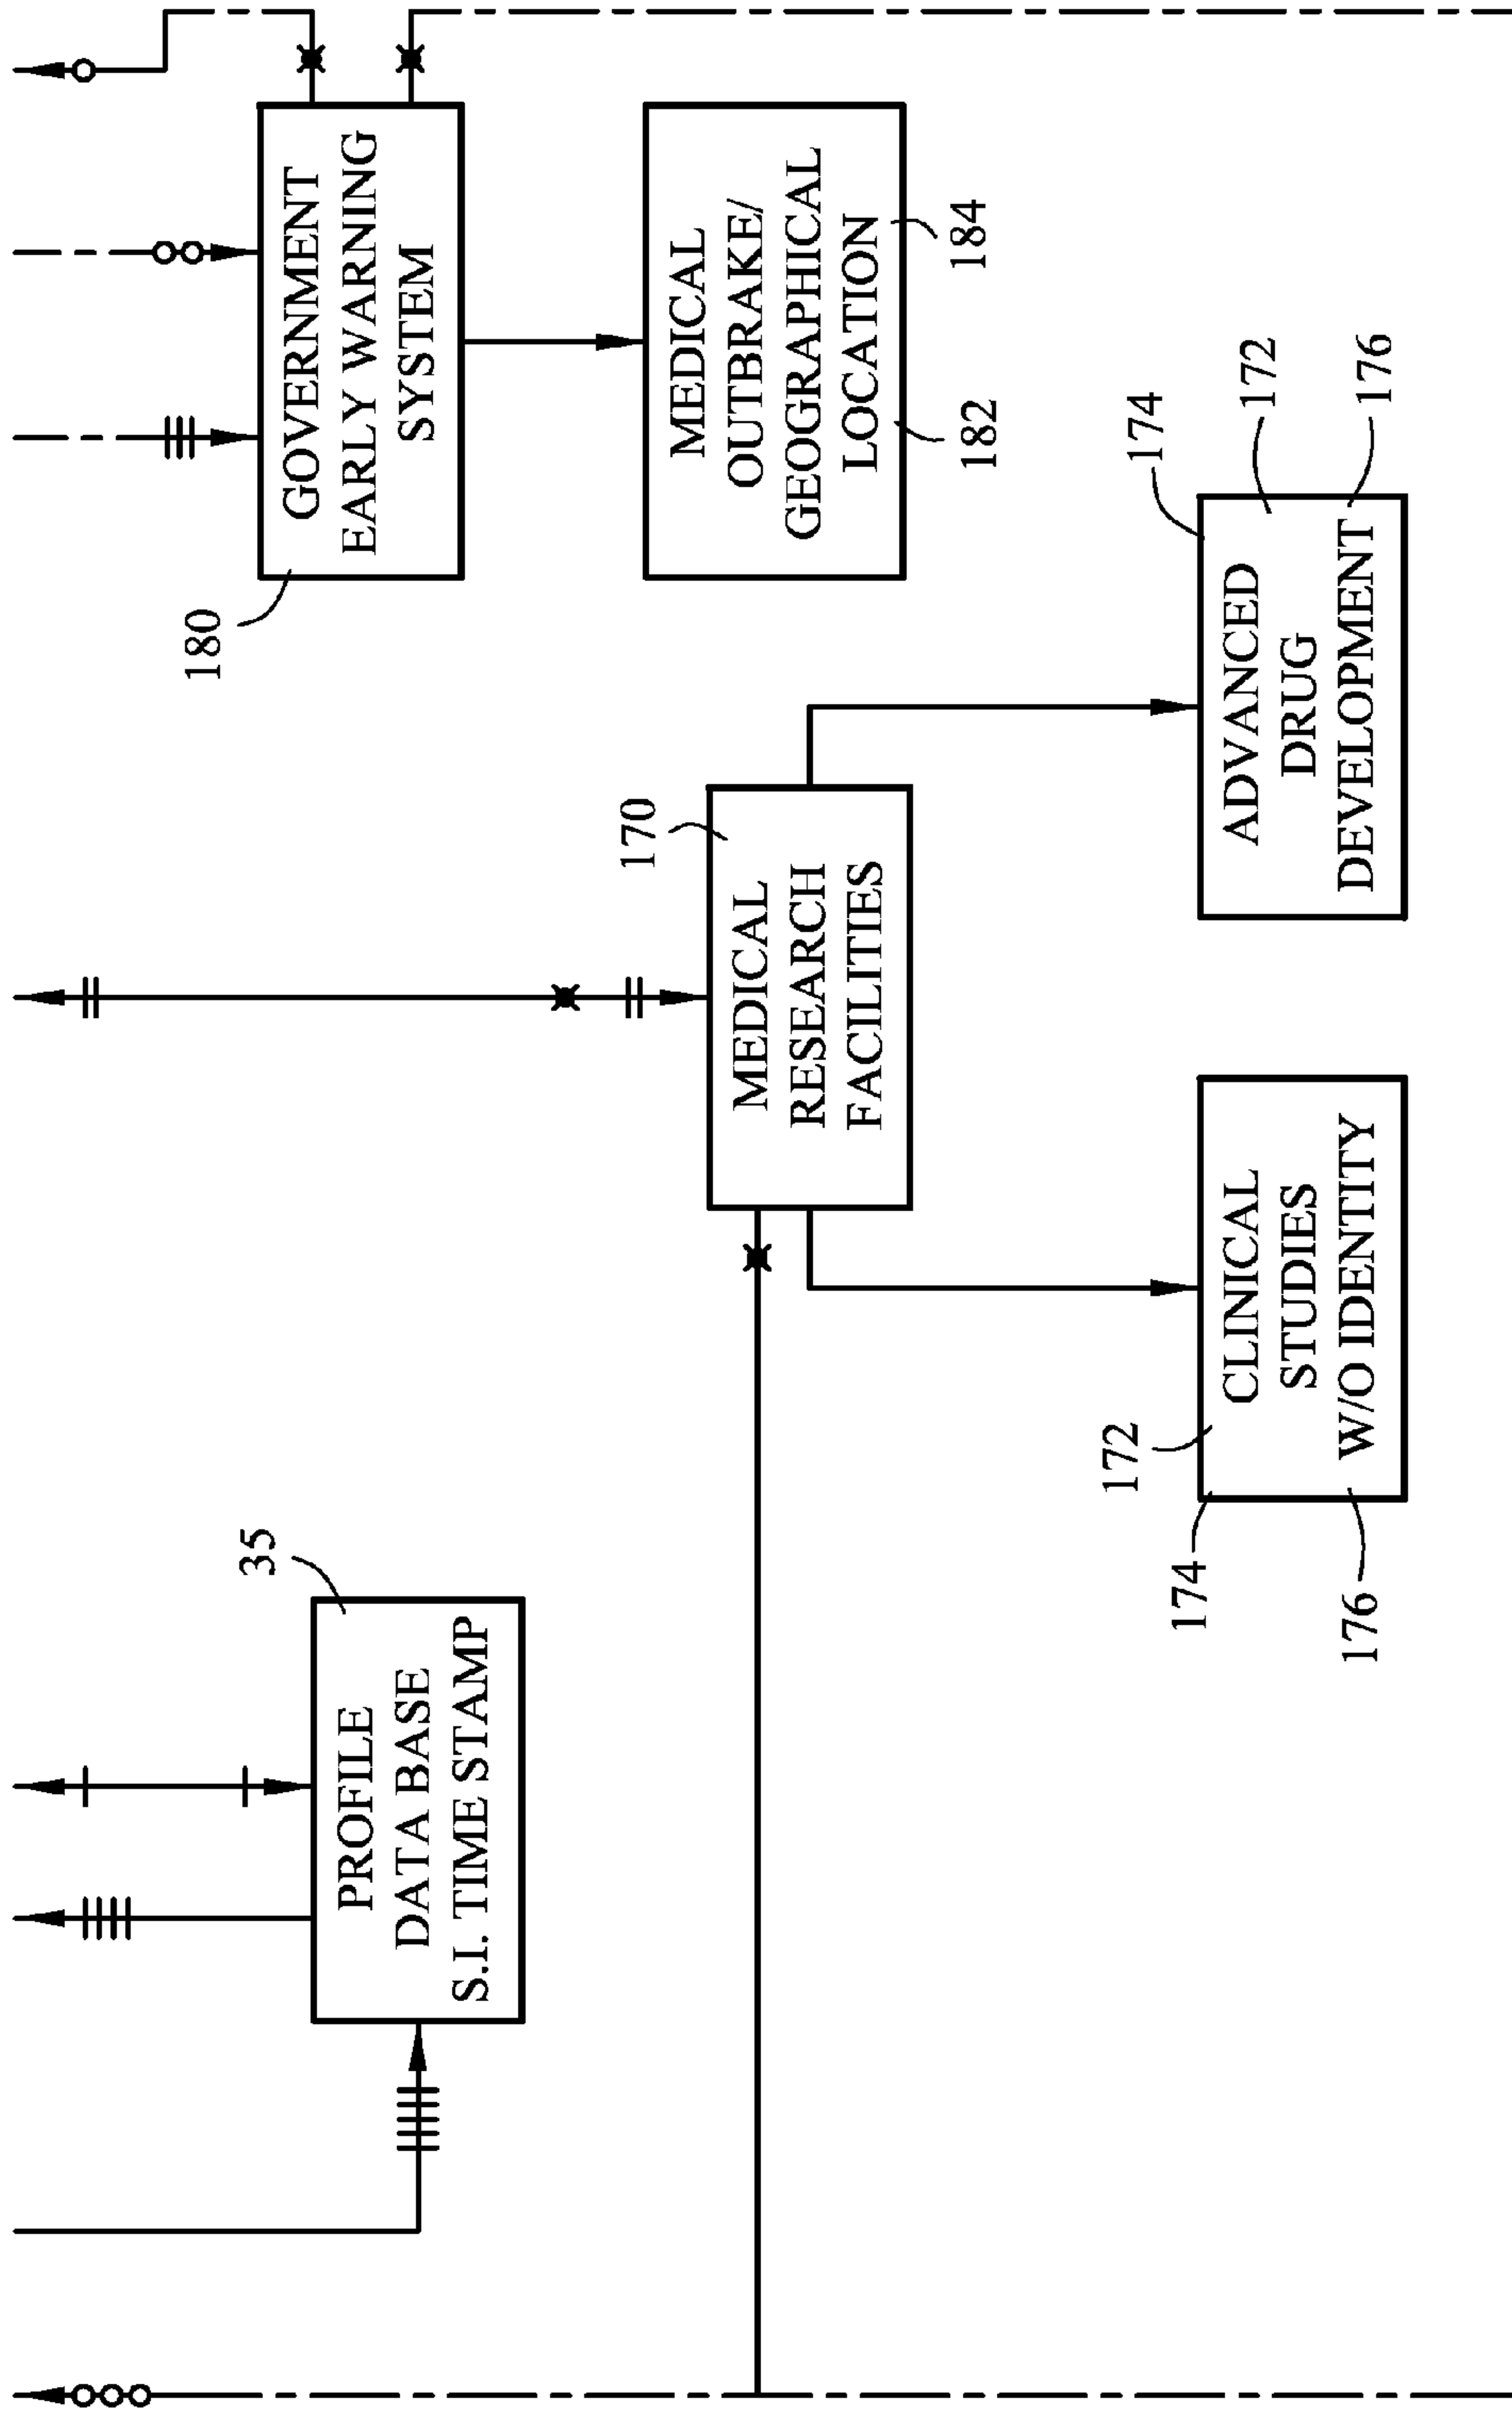 35
PROFILE
DATA BASE
S.I. TIME STAMP
180
GOVERNMENT
EARLY WARNING
SYSTEM
170
MEDICAL
RESEARCH
FACILITIES
MEDICAL
OUTBRAKE/
GEOGRAPHICAL
LOCATION
182
184
172
174
176
CLINICAL
STUDIES
W/O IDENTITY
174
172
176
ADVANCED
DRUG
DEVELOPMENT